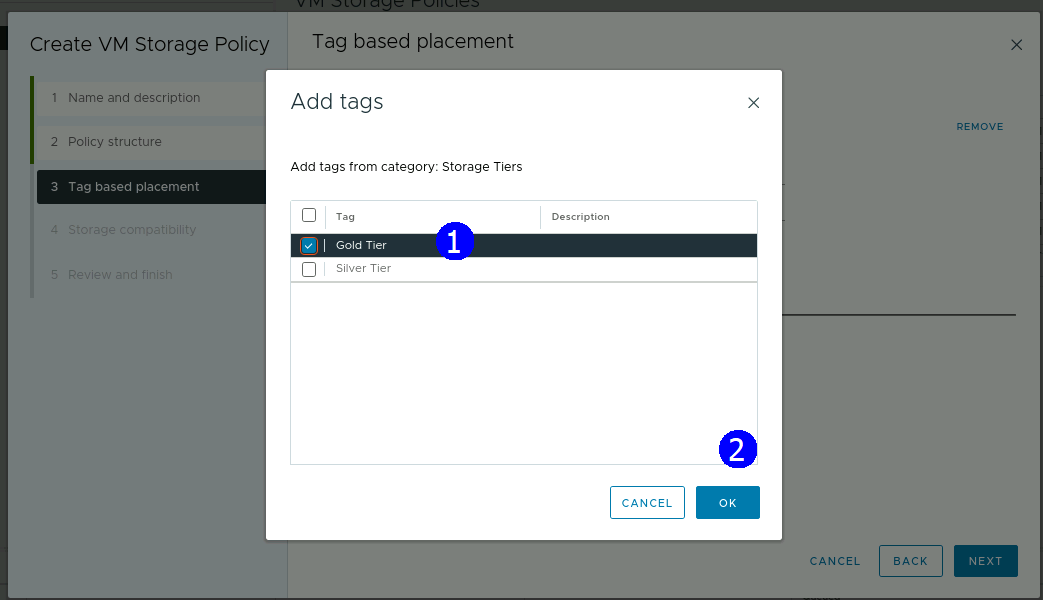 VM Storage Policies
Create VM Storage Policy
Tag based placement
1 Name and description
2 Policy structure
3 Tag based placement
4 Storage compatibility
5 Review and finish
REMOVE
Add tags
Add tags from category: Storage Tiers
Tag Description
Gold Tier
1
Silver Tier
2
CANCEL OK
CANCEL BACK NEXT